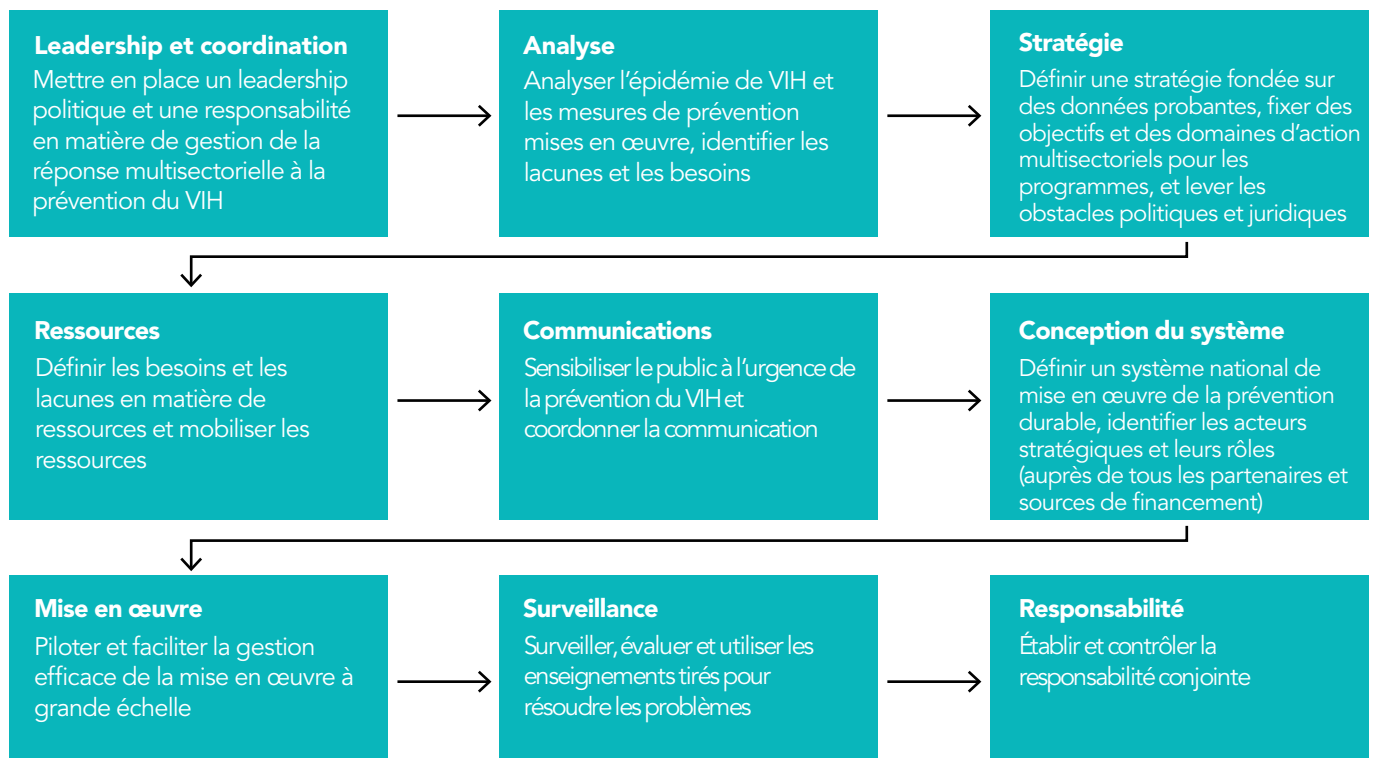 Leadership et coordination
Mettre en place un leadership
politique et une responsabilité
en matière de gestion de la
réponse multisectorielle à la
prévention du VIH
Analyse
Analyser l’épidémie de VIH et
les mesures de prévention
mises en œuvre, identifier les
lacunes et les besoins
Stratégie
Définir une stratégie fondée sur
des données probantes, fixer des
objectifs et des domaines d’action
multisectoriels pour les
programmes, et lever les
obstacles politiques et juridiques
Ressources
Définir les besoins et les
lacunes en matière de
ressources et mobiliser les
ressources
Communications
Sensibiliser le public à l’urgence de
la prévention du VIH et
coordonner la communication
Conception du système
Définir un système national de
mise en œuvre de la prévention
durable, identifier les acteurs
stratégiques et leurs rôles
(auprès de tous les partenaires et
sources de financement)
Mise en œuvre
Piloter et faciliter la gestion
efficace de la mise en œuvre à
grande échelle
Surveillance
Surveiller, évaluer et utiliser les
enseignements tirés pour
résoudre les problèmes
Responsabilité
Établir et contrôler la
responsabilité conjointe